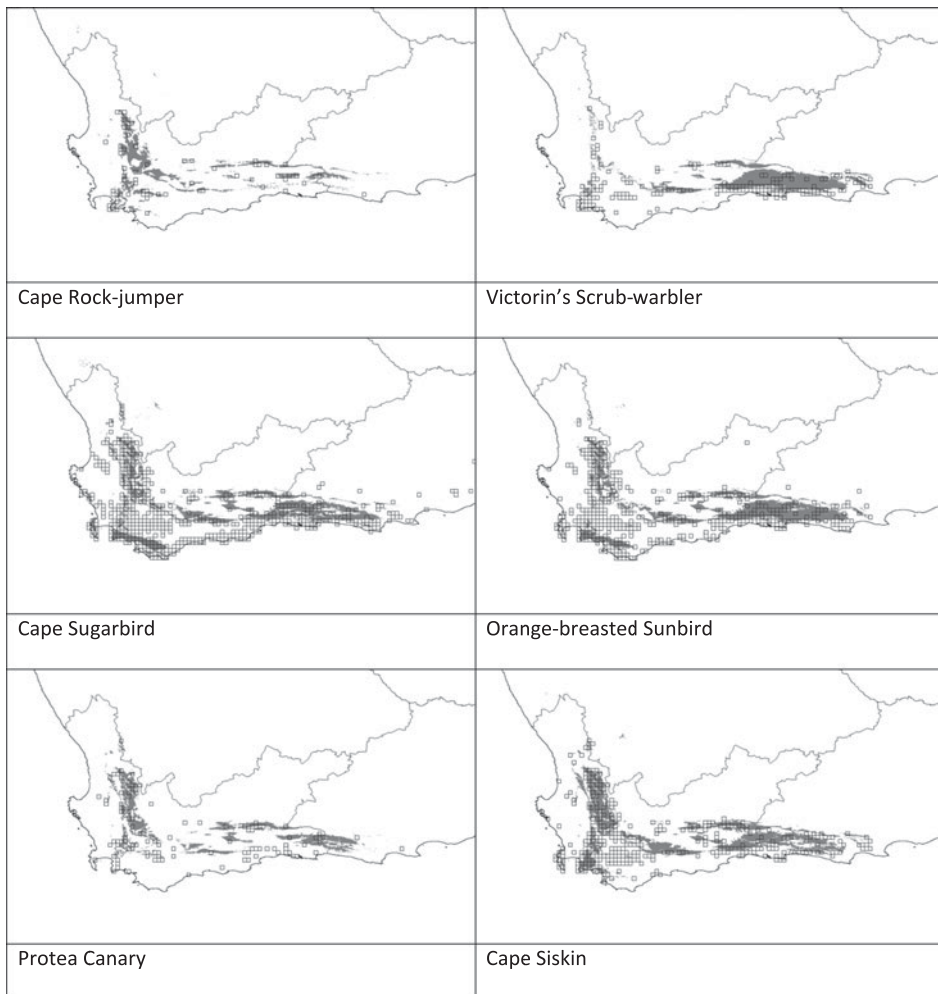 Cape Rock-jumper
Victorin’s Scrub-warbler
Cape Sugarbird
Orange-breasted Sunbird
Protea Canary
Cape Siskin